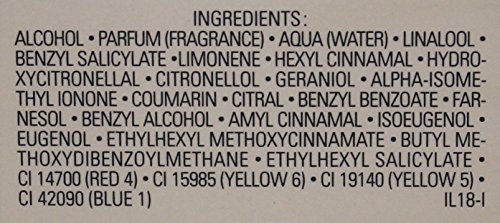 INGREDIENTS:
ALCOHOL • PARFUM (FRAGRANCE) • AQUA (WATER) • LINALOOL •
BENZYL SALICYLATE • LIMONENE • HEXYL CINNAMAL • HYDRO-
XYCITRONELLAL • CITRONELLOL • GERANIOL • ALPHA-ISOME-
THYL IONONE • COUMARIN • CITRAL • BENZYL BENZOATE • FAR-
NESOL • BENZYL ALCOHOL • AMYL CINNAMAL • ISOEUGENOL •
EUGENOL • ETHYLHEXYL METHOXYCINNAMATE • BUTYL ME-
THOXYDIBENZOYLMETHANE • ETHYLHEXYL SALICYLATE •
CI 14700 (RED 4) • CI 15985 (YELLOW 6) • CI 19140 (YELLOW 5) •
CI 42090 (BLUE 1) IL18-I